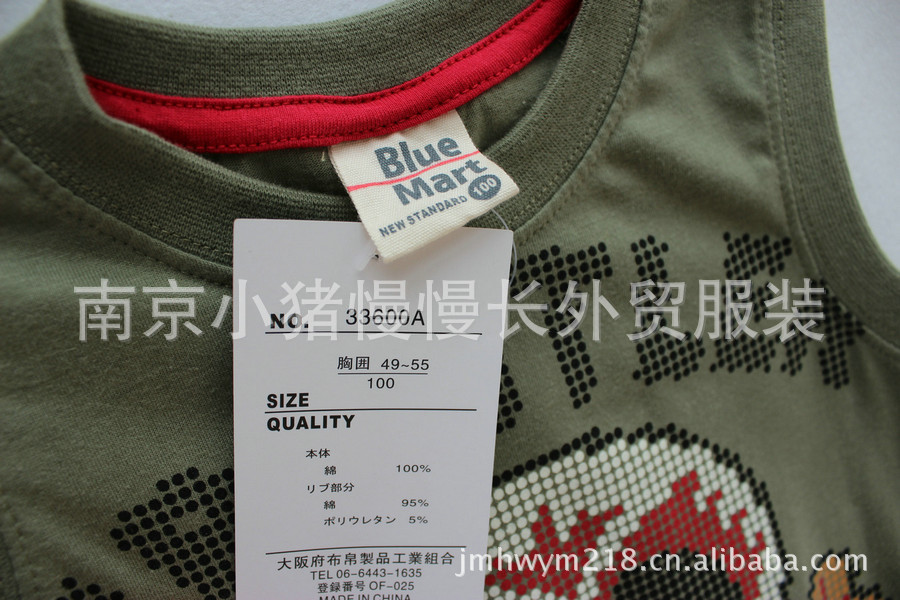 Blue
Mart
100
NEW STANDARD
NO. 33600A
胸囲 49~55
100
SIZE
QUALITY
本体
綿 100%
リブ部分
綿 95%
ポリウレタン 5%
大阪府布帛製品工業組合
TEL 06-6443-1635
登録番号 OF-025
MADE IN CHINA
南京小猪慢慢长外贸服装
jmhwym218.cn.alibaba.com